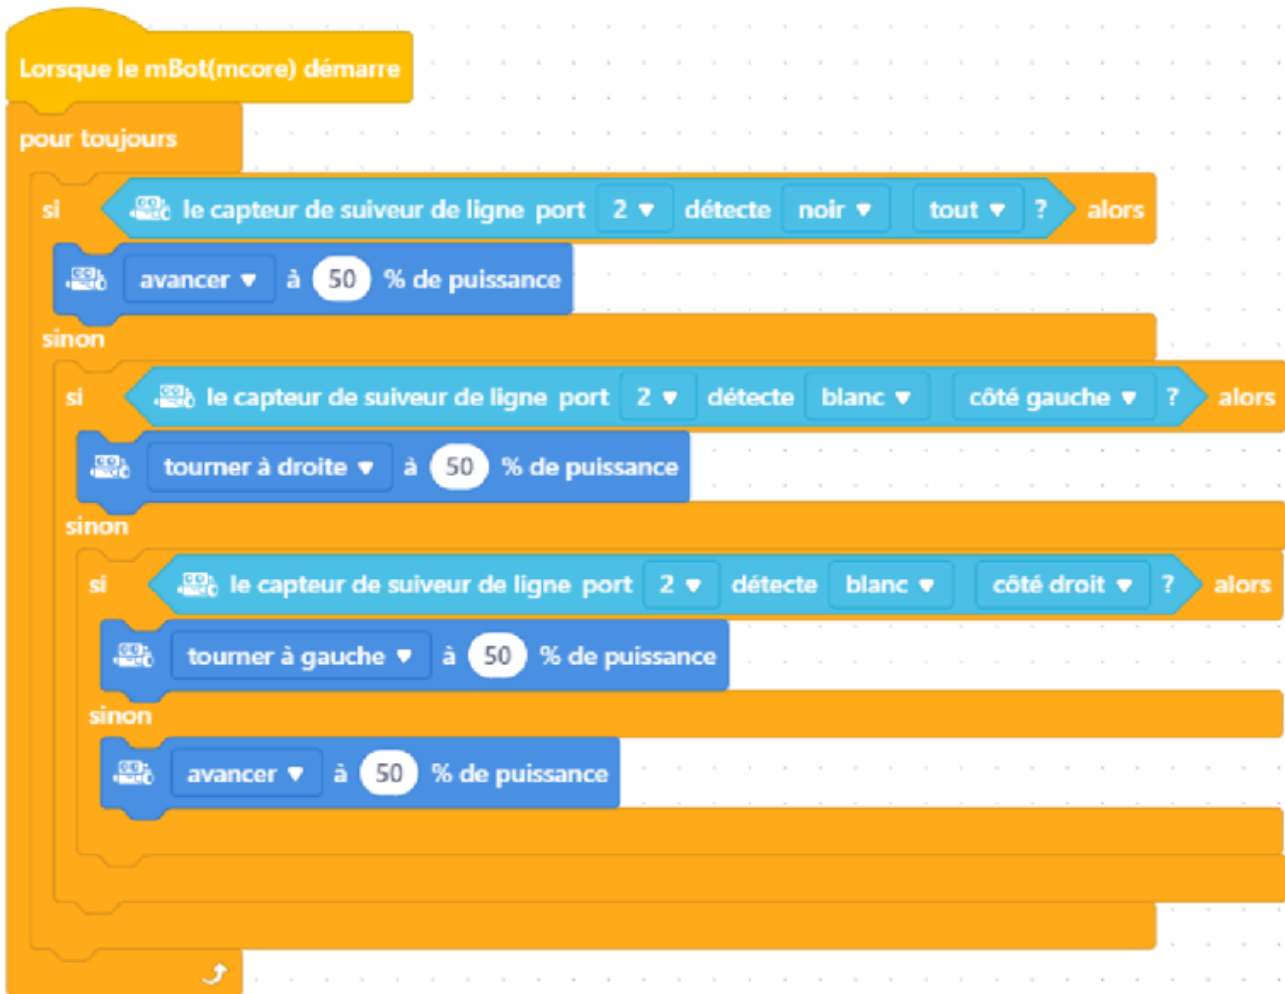 Lorsque le mBot(mcore) démarre
pour toujours
si le capteur de suiveur de ligne port 2 détecte noir tout ? alors
avancer à 50 % de puissance
sinon
si le capteur de suiveur de ligne port 2 détecte blanc côté gauche ? alors
tourner à droite à 50 % de puissance
sinon
si le capteur de suiveur de ligne port 2 détecte blanc côté droit ? alors
tourner à gauche à 50 % de puissance
sinon
avancer à 50 % de puissance